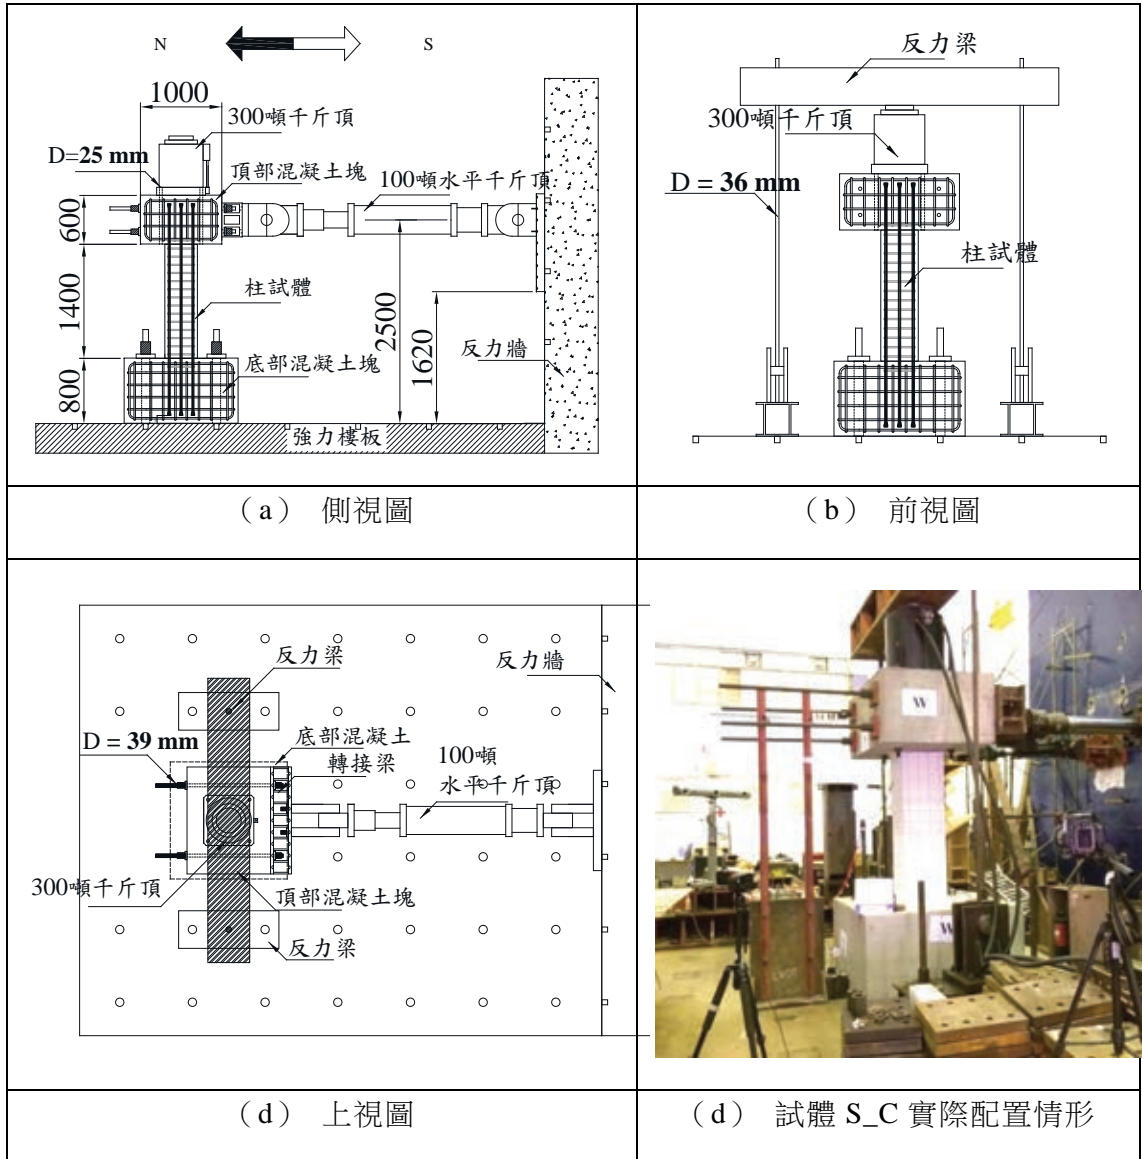 N S
1000
300噸千斤頂
D=25 mm
頂部混凝土塊
100噸水平千斤頂
600
1400
800
柱試體
2500
1620
反力牆
底部混凝土塊
強力樓板
(a) 側視圖
反力梁
300噸千斤頂
D = 36 mm
柱試體
(b) 前視圖
反力梁
反力牆
底部混凝土
D = 39 mm
轉接梁
100噸
水平千斤頂
300噸千斤頂
頂部混凝土塊
反力梁
(d) 上視圖
W
W
(d) 試體 S_C 實際配置情形